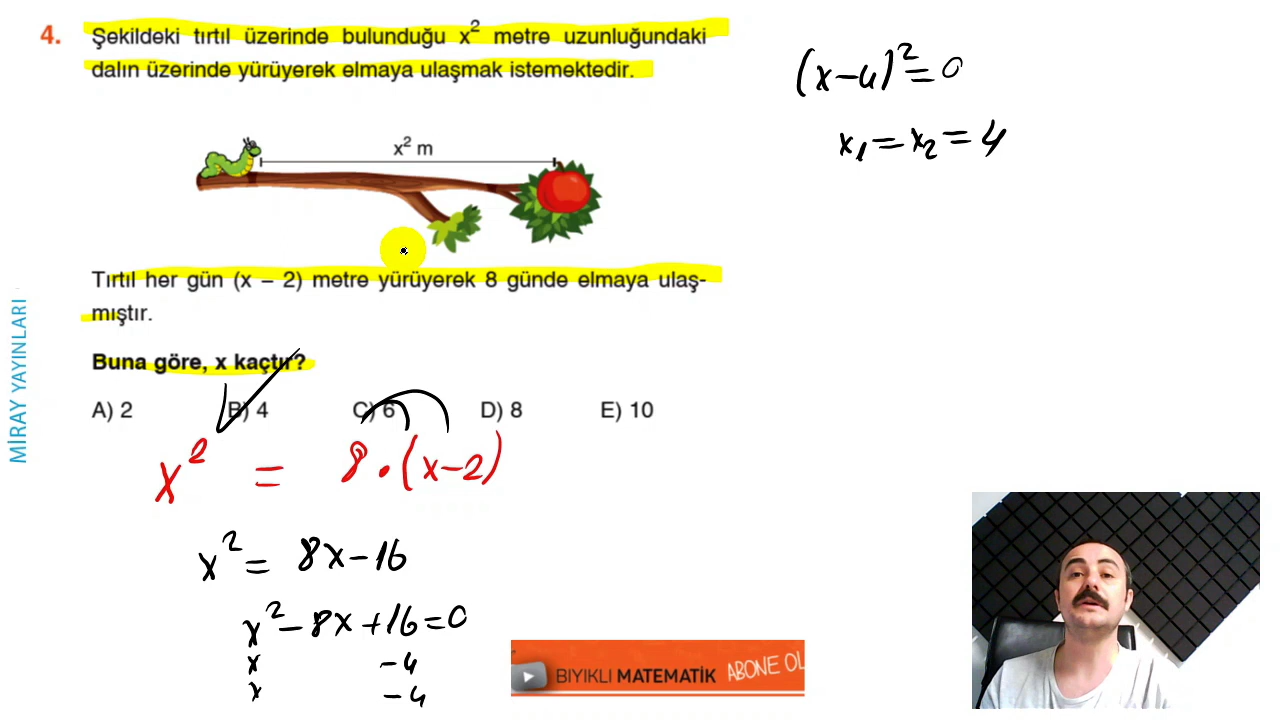 4. Şekildeki tırtıl üzerinde bulunduğu x² metre uzunluğundaki
dalın üzerinde yürüyerek elmaya ulaşmak istemektedir.
x² m
Tırtıl her gün (x – 2) metre yürüyerek 8 günde elmaya ulaş-
mıştır.
Buna göre, x kaçtır?
A) 2 B) 4 C) 6 D) 8 E) 10
x² = 8·(x-2)
x² = 8x-16
x²-8x+16=0
x -4
x -4
(x-4)²=0
x₁=x₂=4
MİRAY YAYINLARI
BIYIKLI MATEMATİK ABONE OL